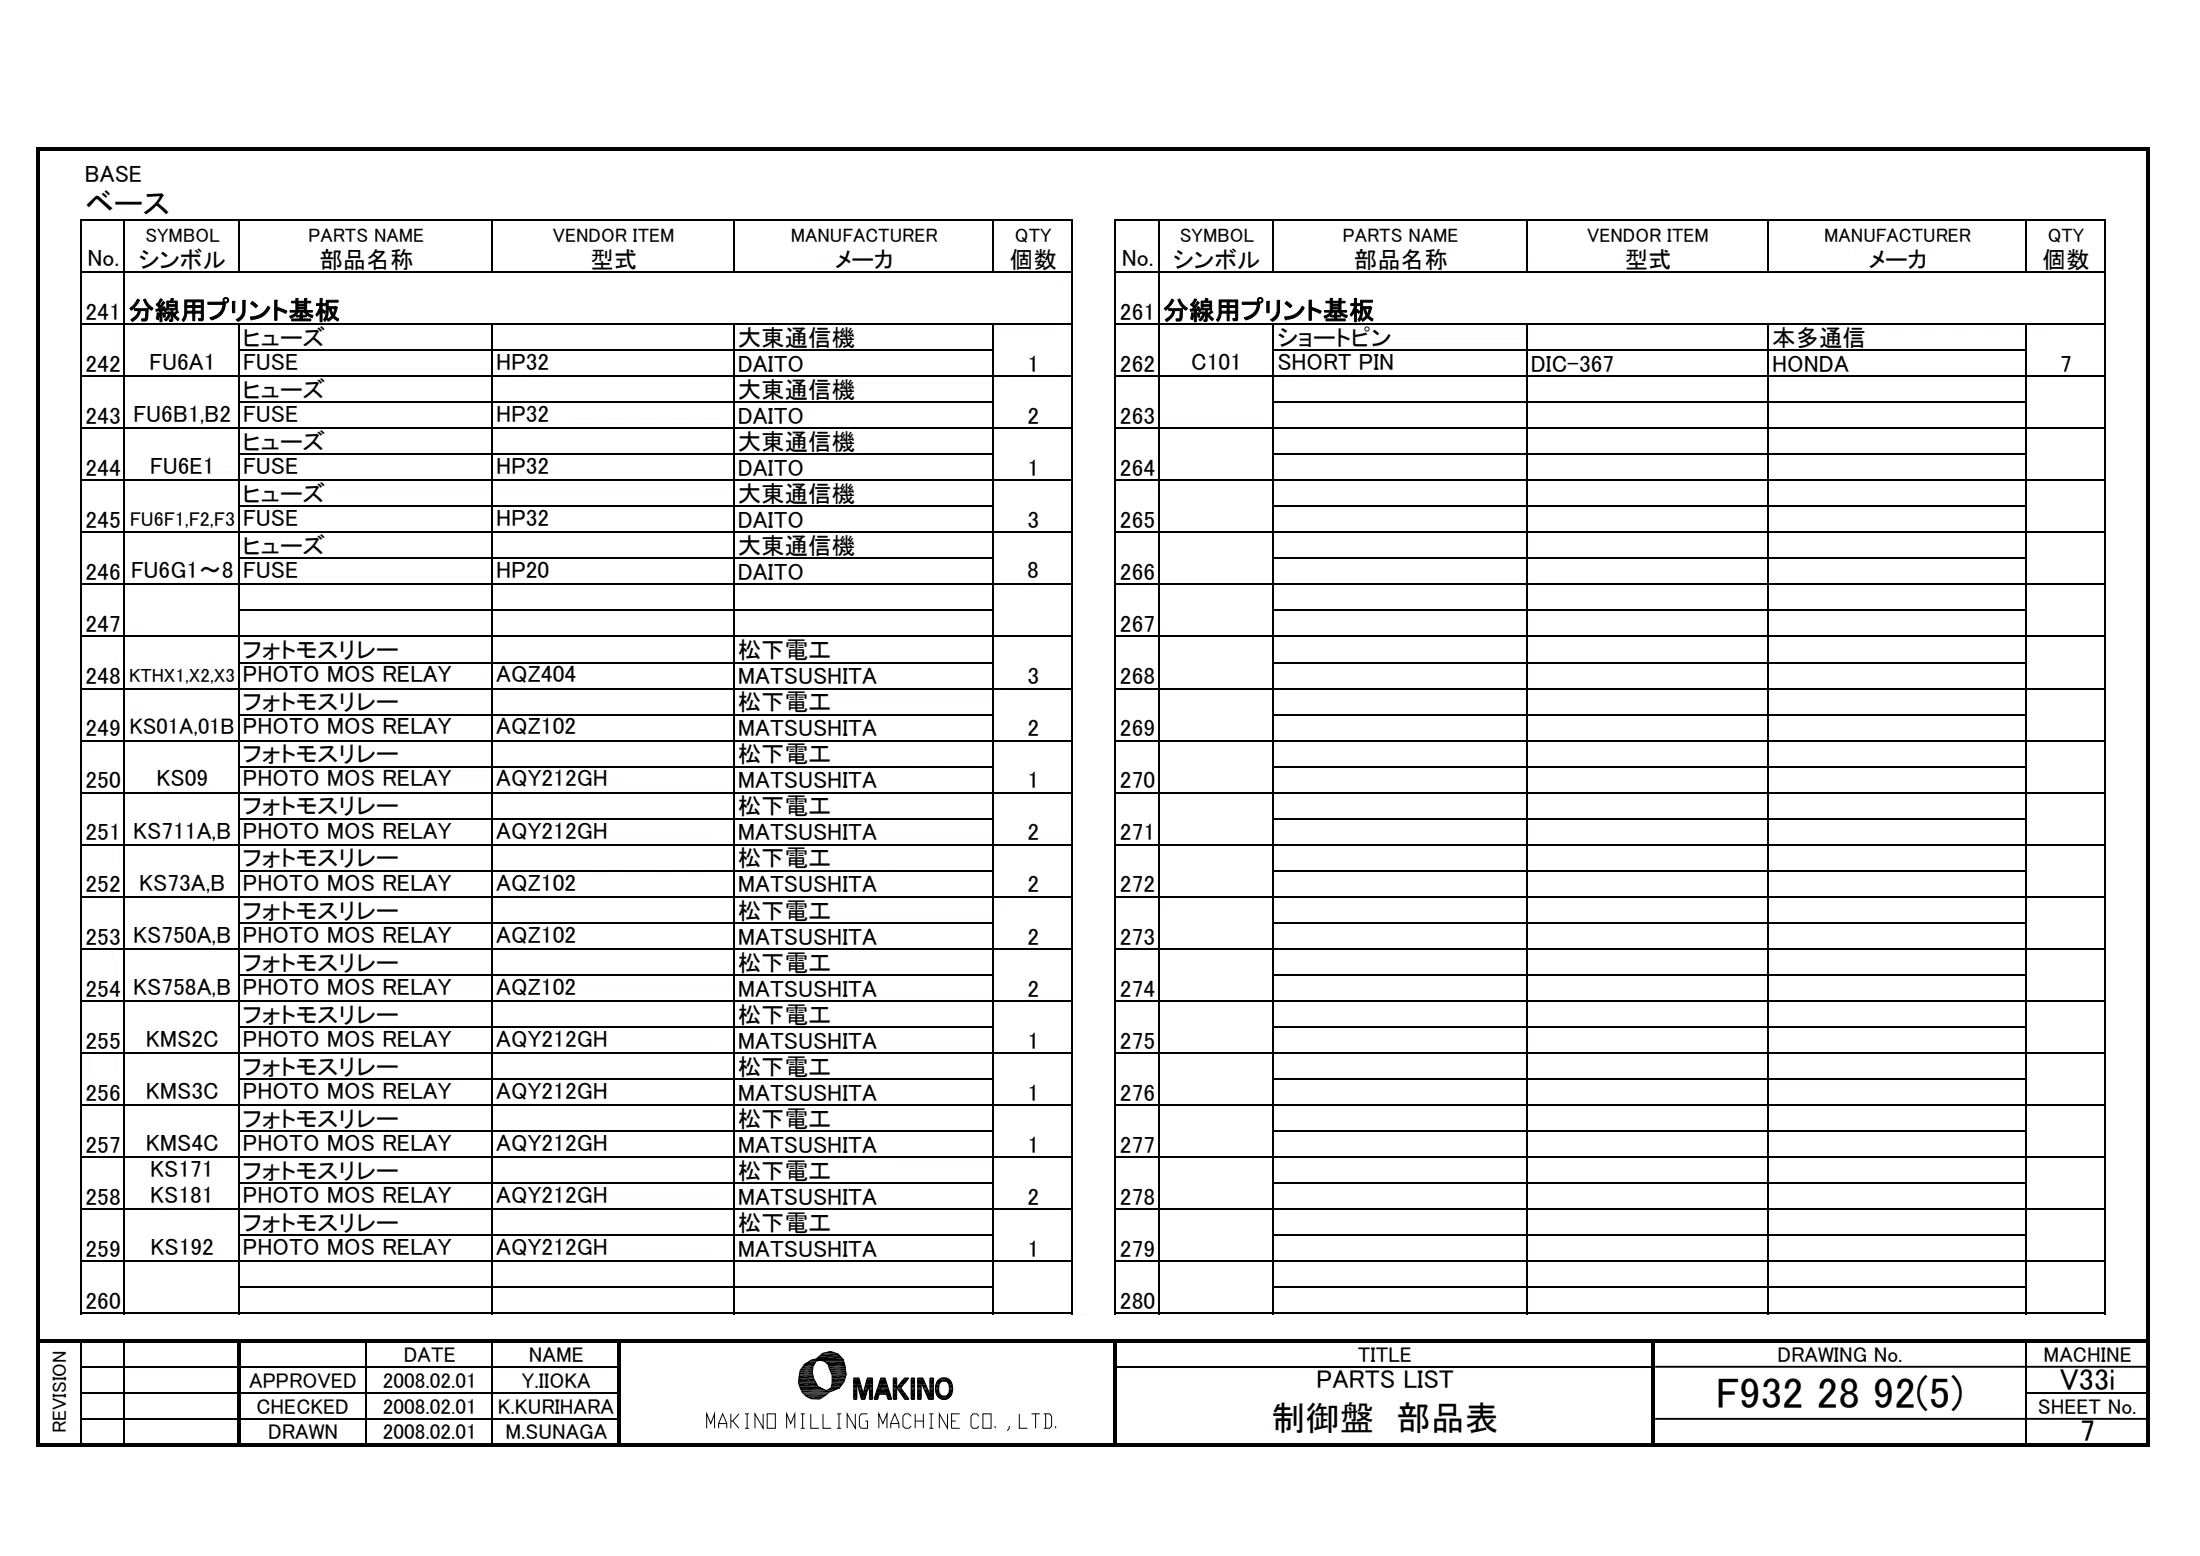 BASE
ベース
No. SYMBOL PARTS NAME VENDOR ITEM MANUFACTURER QTY
シンボル 部品名称 型式 メーカ 個数
241 分線用プリント基板
ヒューズ 大東通信機
242 FU6A1 FUSE HP32 DAITO 1
ヒューズ 大東通信機
243 FU6B1,B2 FUSE HP32 DAITO 2
ヒューズ 大東通信機
244 FU6E1 FUSE HP32 DAITO 1
ヒューズ 大東通信機
245 FU6F1,F2,F3 FUSE HP32 DAITO 3
ヒューズ 大東通信機
246 FU6G1～8 FUSE HP20 DAITO 8
247
フォトモスリレー 松下電工
248 KTHX1,X2,X3 PHOTO MOS RELAY AQZ404 MATSUSHITA 3
フォトモスリレー 松下電工
249 KS01A,01B PHOTO MOS RELAY AQZ102 MATSUSHITA 2
フォトモスリレー 松下電工
250 KS09 PHOTO MOS RELAY AQY212GH MATSUSHITA 1
フォトモスリレー 松下電工
251 KS711A,B PHOTO MOS RELAY AQY212GH MATSUSHITA 2
フォトモスリレー 松下電工
252 KS73A,B PHOTO MOS RELAY AQZ102 MATSUSHITA 2
フォトモスリレー 松下電工
253 KS750A,B PHOTO MOS RELAY AQZ102 MATSUSHITA 2
フォトモスリレー 松下電工
254 KS758A,B PHOTO MOS RELAY AQZ102 MATSUSHITA 2
フォトモスリレー 松下電工
255 KMS2C PHOTO MOS RELAY AQY212GH MATSUSHITA 1
フォトモスリレー 松下電工
256 KMS3C PHOTO MOS RELAY AQY212GH MATSUSHITA 1
フォトモスリレー 松下電工
257 KMS4C PHOTO MOS RELAY AQY212GH MATSUSHITA 1
KS171 フォトモスリレー 松下電工
258 KS181 PHOTO MOS RELAY AQY212GH MATSUSHITA 2
フォトモスリレー 松下電工
259 KS192 PHOTO MOS RELAY AQY212GH MATSUSHITA 1
260
No. SYMBOL PARTS NAME VENDOR ITEM MANUFACTURER QTY
シンボル 部品名称 型式 メーカ 個数
261 分線用プリント基板
ショートピン 本多通信
262 C101 SHORT PIN DIC-367 HONDA 7
263
264
265
266
267
268
269
270
271
272
273
274
275
276
277
278
279
280
REVISION
DATE NAME
APPROVED 2008.02.01 Y.IIOKA
CHECKED 2008.02.01 K.KURIHARA
DRAWN 2008.02.01 M.SUNAGA
MAKINO
MAKINO MILLING MACHINE CO. , LTD.
TITLE
PARTS LIST
制御盤 部品表
DRAWING No.
F932 28 92(5)
MACHINE
V33i
SHEET No.
7